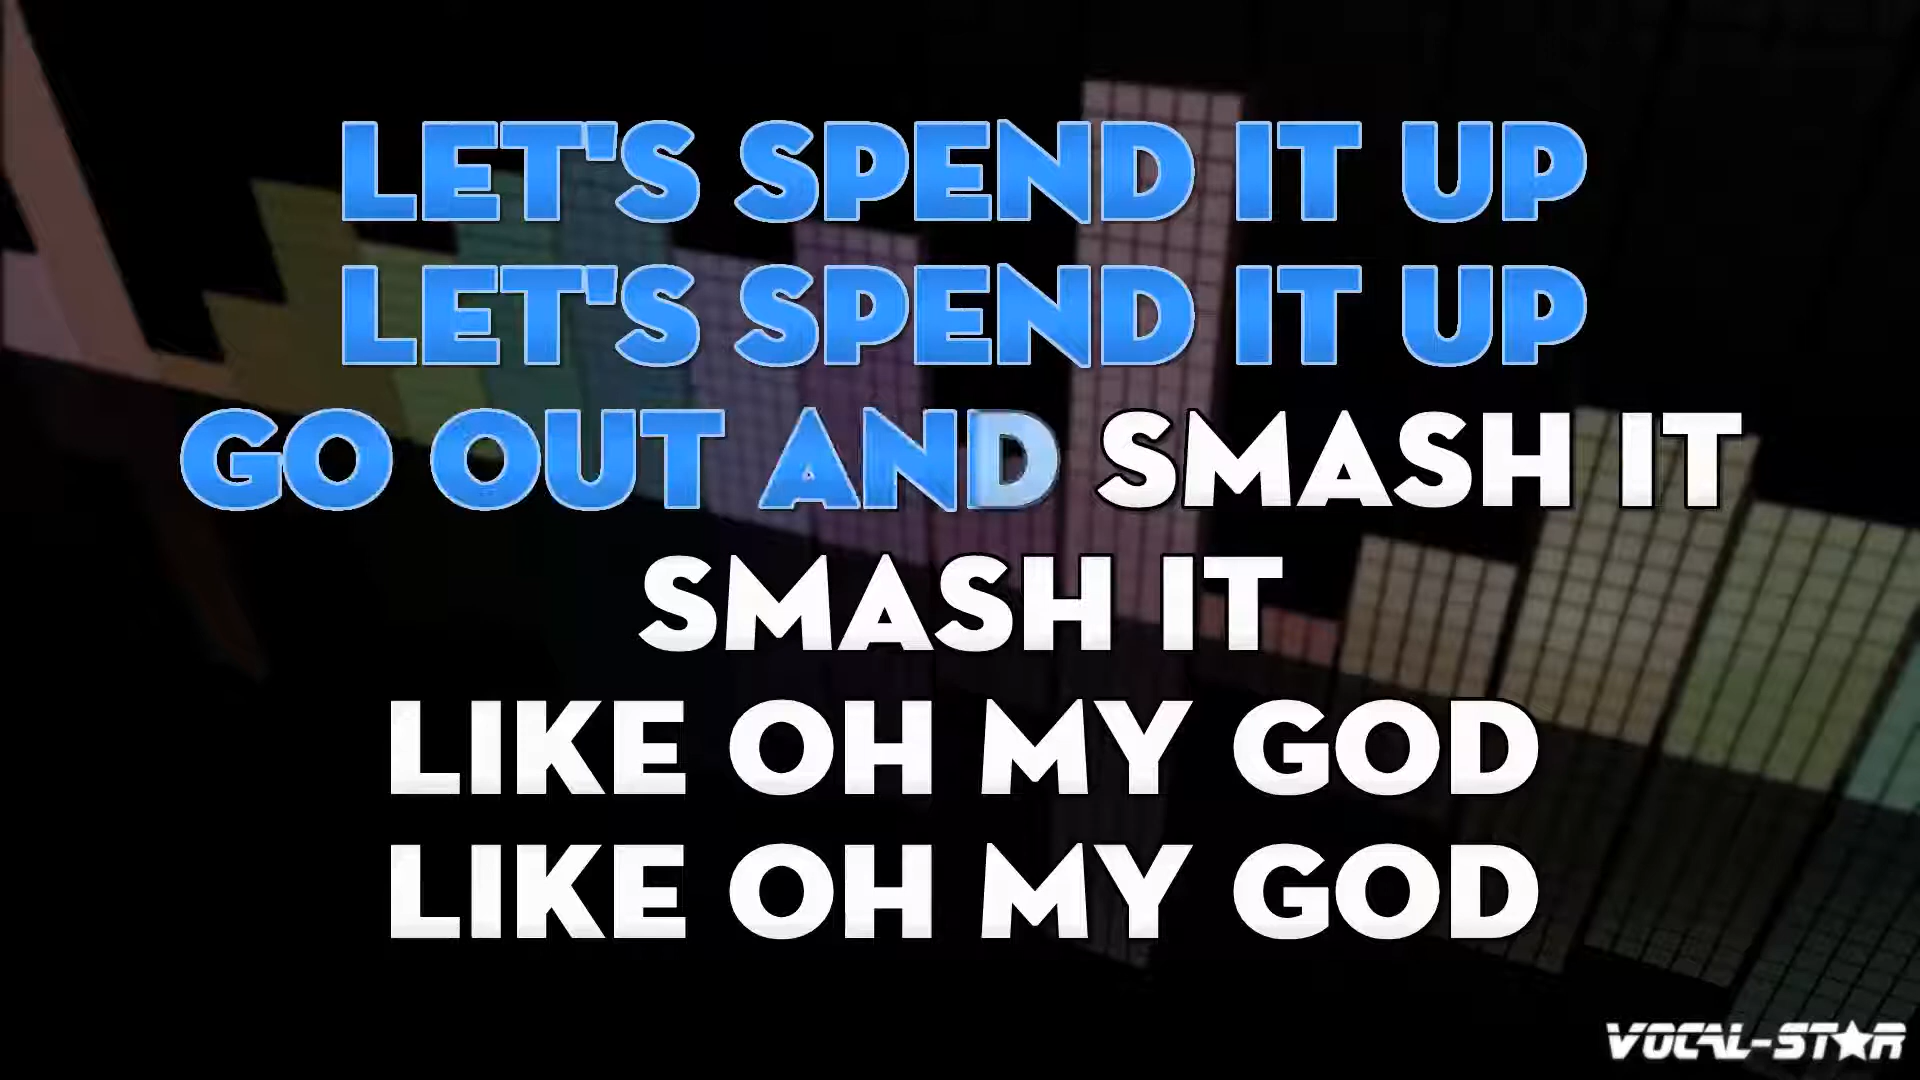 LET'S SPEND IT UP
LET'S SPEND IT UP
GO OUT AND SMASH IT
SMASH IT
LIKE OH MY GOD
LIKE OH MY GOD
VOCAL-STAR